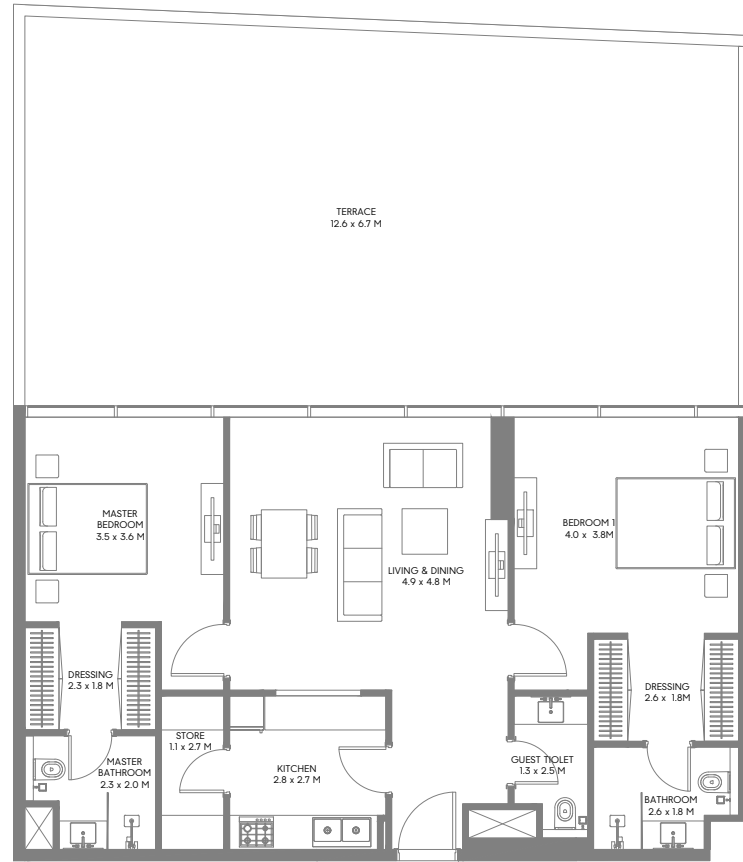 TERRACE
12.6 x 6.7 M
MASTER
BEDROOM
3.5 x 3.6 M
BEDROOM 1
4.0 x 3.8M
LIVING & DINING
4.9 x 4.8 M
DRESSING
2.3 x 1.8 M
DRESSING
2.6 x 1.8M
STORE
1.1 x 2.7 M
MASTER
BATHROOM
2.3 x 2.0 M
KITCHEN
2.8 x 2.7 M
GUEST TIOLET
1.3 x 2.5 M
BATHROOM
2.6 x 1.8 M